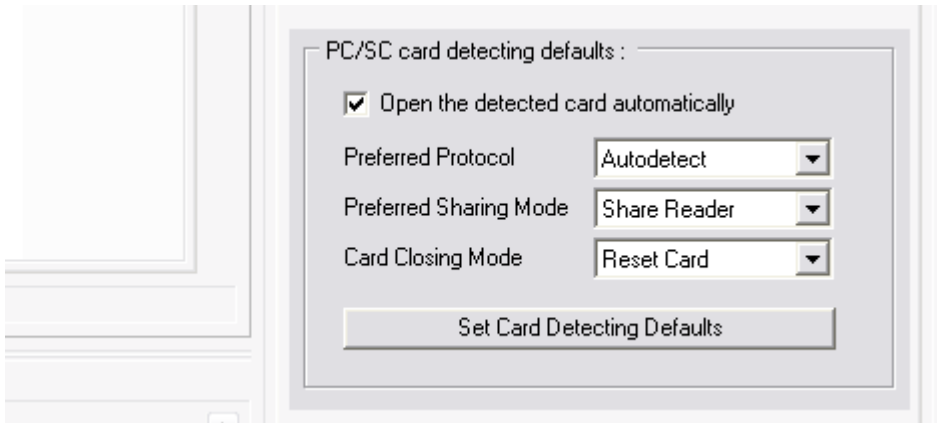 PC/SC card detecting defaults :
Open the detected card automatically
Preferred Protocol Autodetect
Preferred Sharing Mode Share Reader
Card Closing Mode Reset Card
Set Card Detecting Defaults